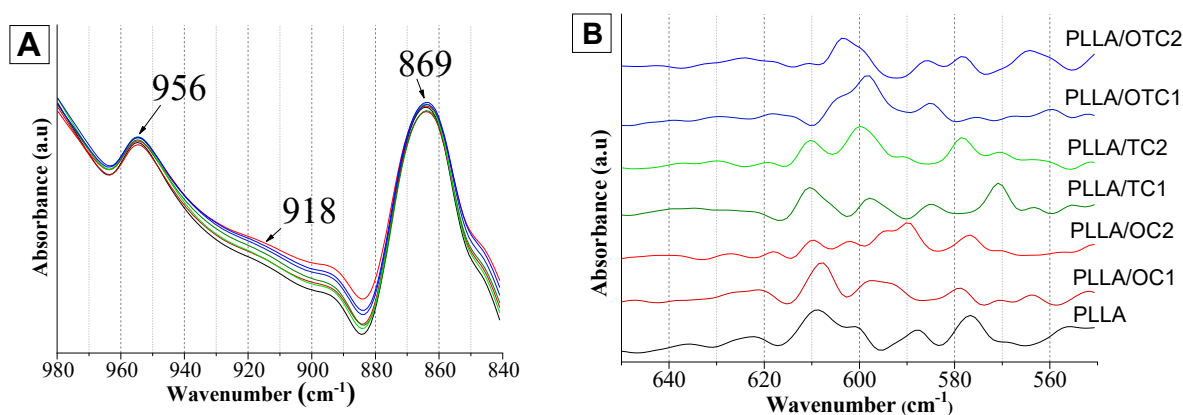 A
956
918
869
Absorbance (a.u)
980 960 940 920 900 880 860 840
Wavenumber (cm-1)
B
PLLA/OTC2
PLLA/OTC1
PLLA/TC2
PLLA/TC1
PLLA/OC2
PLLA/OC1
PLLA
Absorbance (a.u)
640 620 600 580 560
Wavenumber (cm-1)